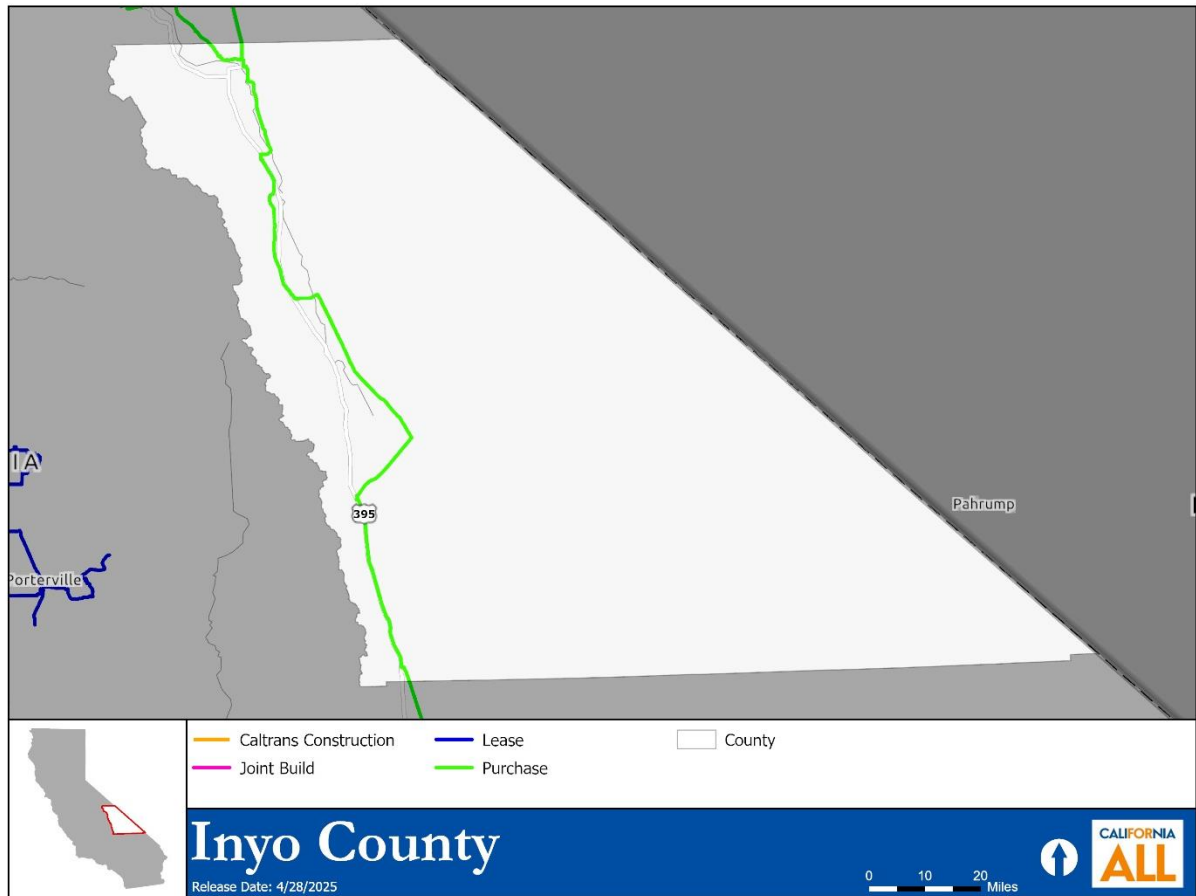 IA
Porterville
395
Pahrump
Caltrans Construction
Joint Build
Lease
Purchase
County
Inyo County
Release Date: 4/28/2025
0 10 20
Miles
CALIFORNIA
ALL